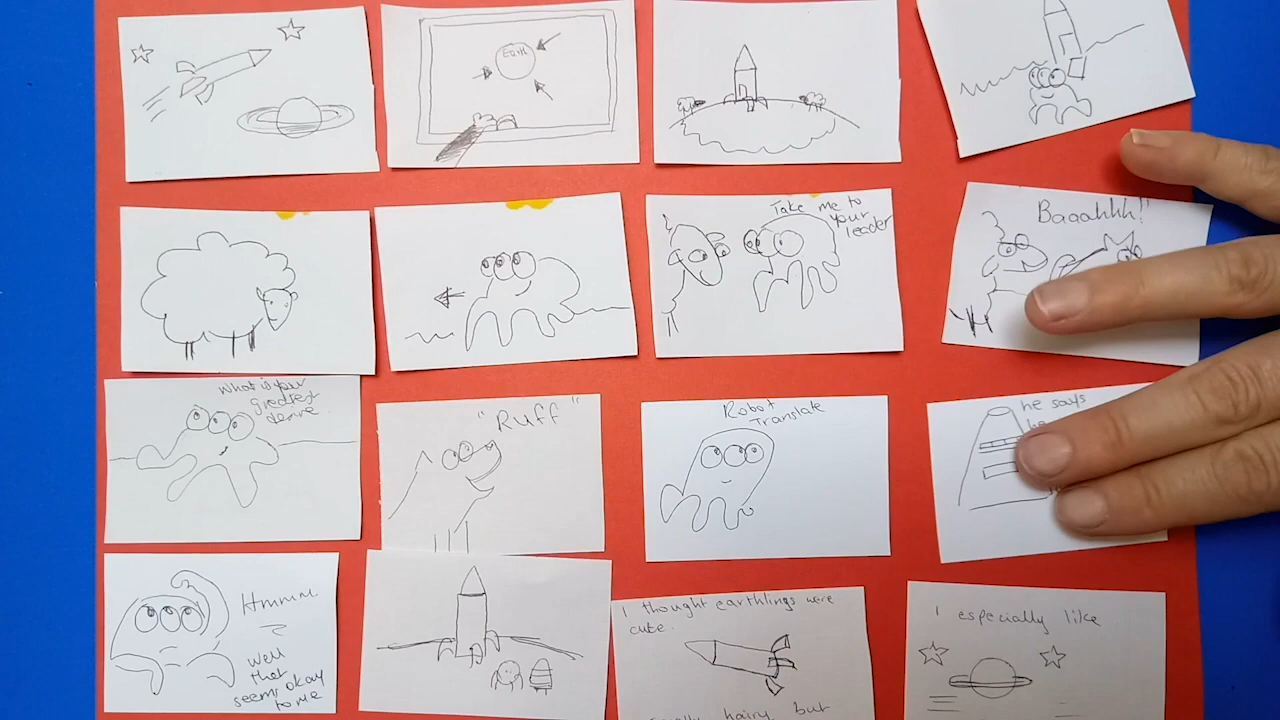 Earth
Take me to
your
leader
Baaahhh!!
What is your
greatest
"Ruff"
Robot
Translate
he says
he
Hmmm.
Well
that
seems okay
to me
I thought earthlings were
cute.
hairy but
I especially like